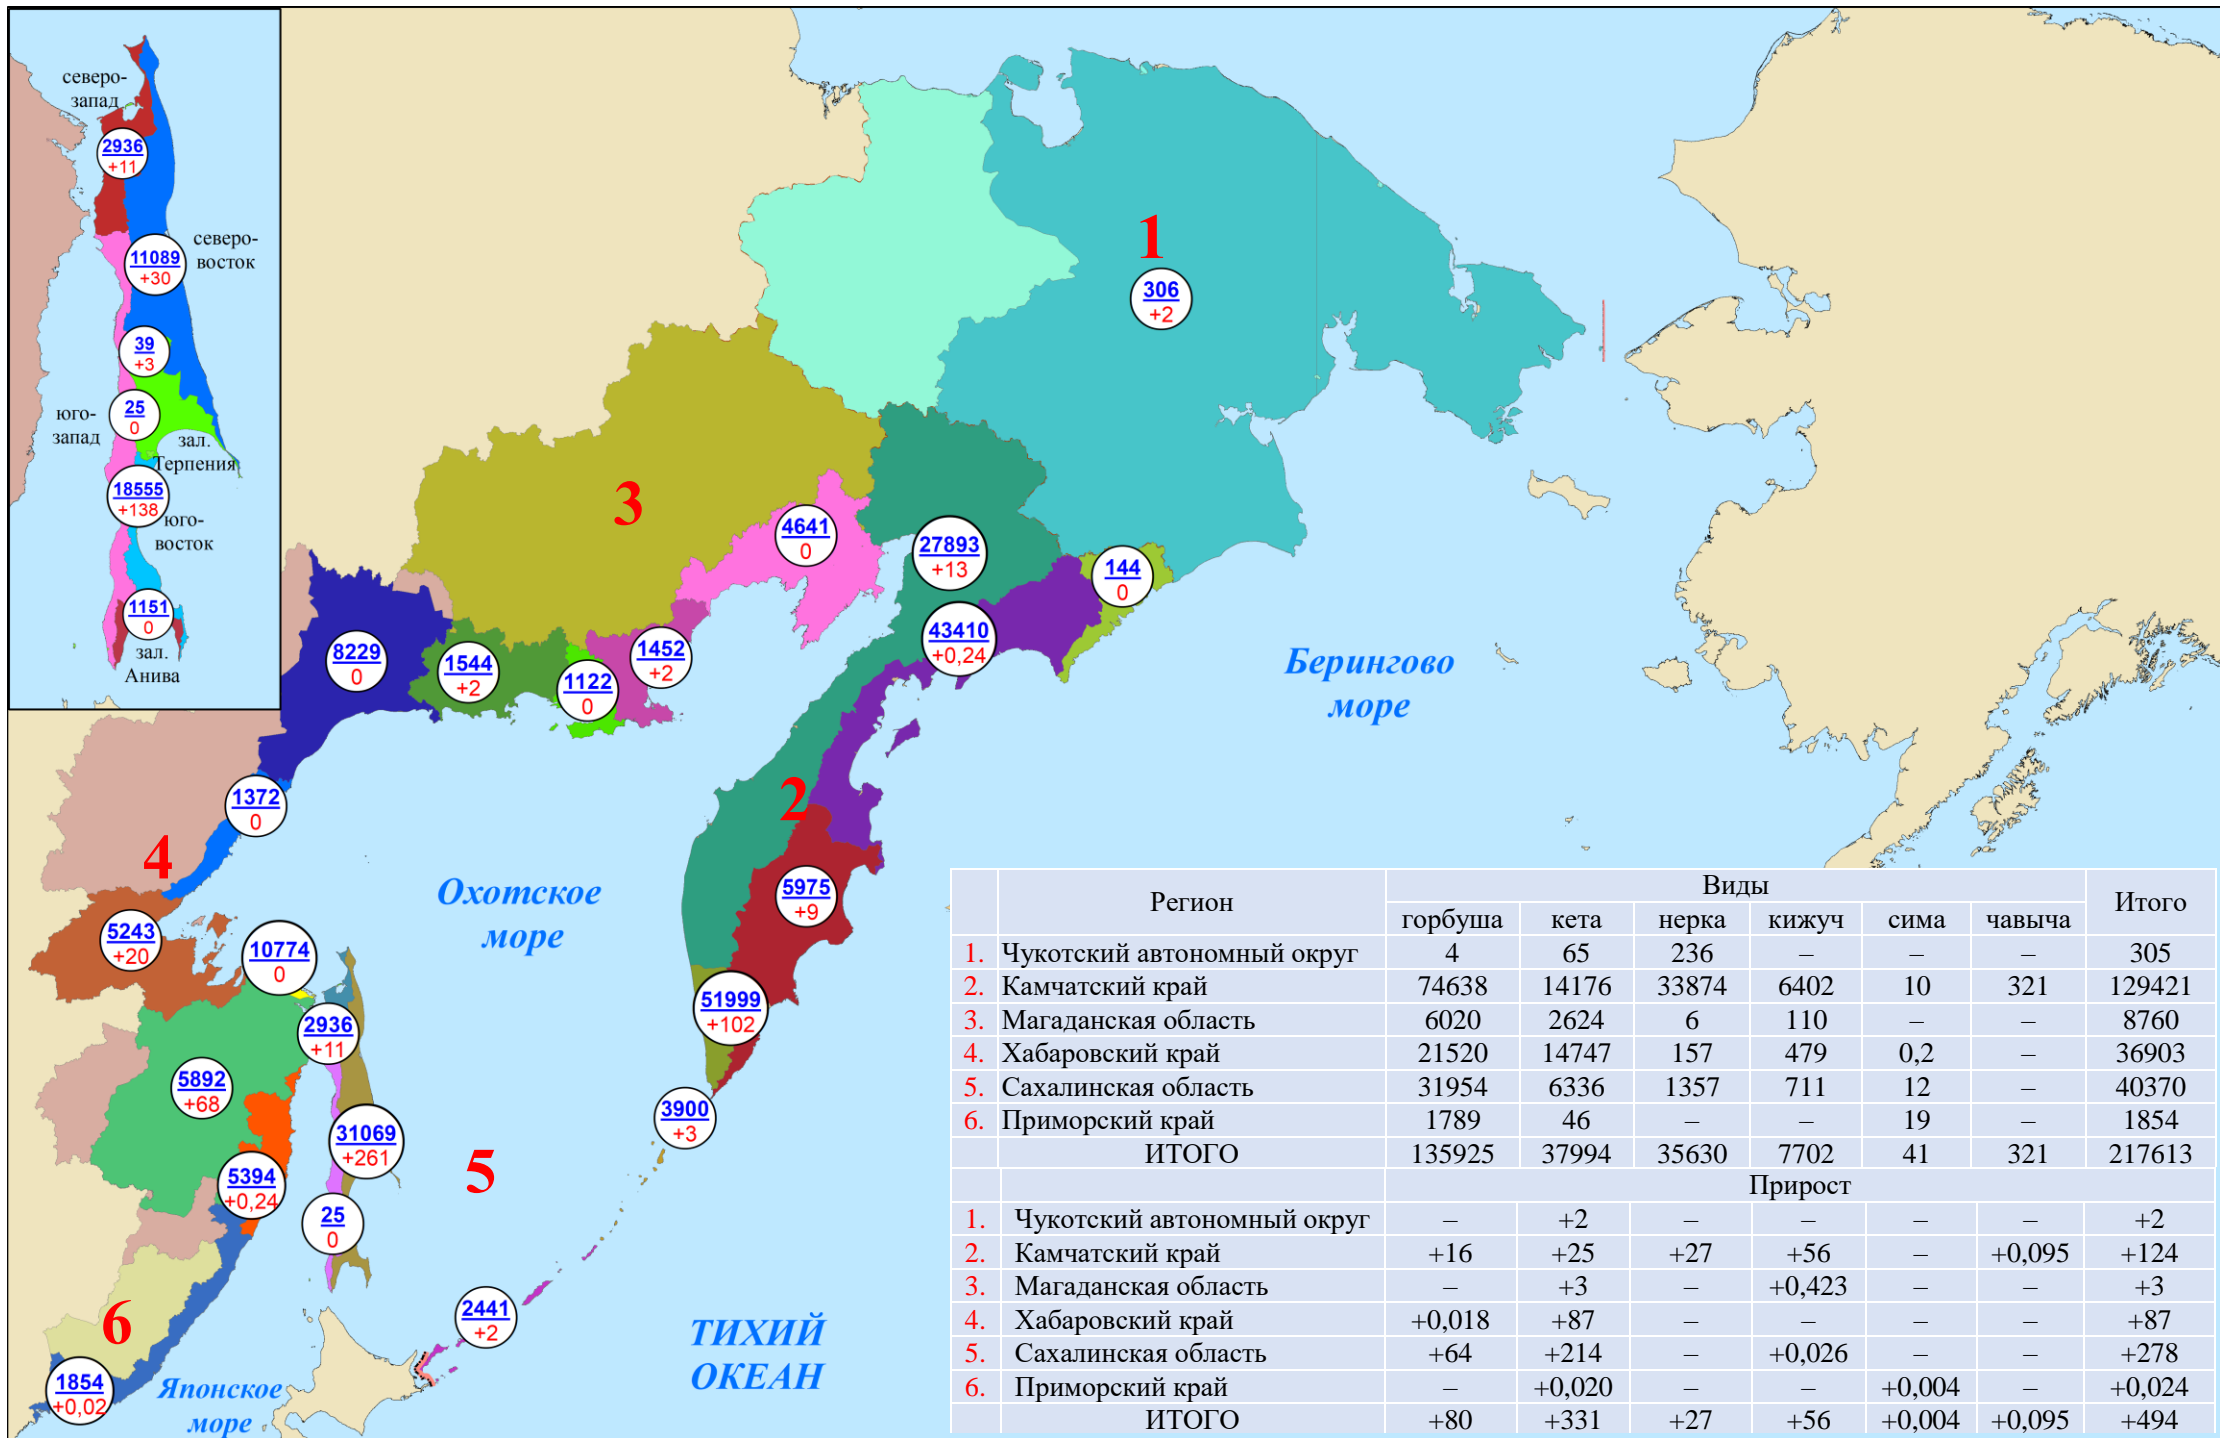 северо-
запад
2936
+11
северо-
восток
11089
+30
39
+3
юго-
запад
25
0
зал.
Терпения
18555
+138
юго-
восток
1151
0
зал.
Анива
1
306
+2
3
4641
0
27893
+13
144
0
43410
+0,24
8229
0
1544
+2
1122
0
1452
+2
Берингово
море
1372
0
4
2
Охотское
море
5975
+9
5243
+20
10774
0
51999
+102
2936
+11
5892
+68
3900
+3
31069
+261
5
5394
+0,24
25
0
6
2441
+2
ТИХИЙ
ОКЕАН
1854
+0,02
Японское
море
Регион Виды Итого
горбуша кета нерка кижуч сима чавыча
1. Чукотский автономный округ 4 65 236 – – – 305
2. Камчатский край 74638 14176 33874 6402 10 321 129421
3. Магаданская область 6020 2624 6 110 – – 8760
4. Хабаровский край 21520 14747 157 479 0,2 – 36903
5. Сахалинская область 31954 6336 1357 711 12 – 40370
6. Приморский край 1789 46 – – 19 – 1854
ИТОГО 135925 37994 35630 7702 41 321 217613
Прирост
1. Чукотский автономный округ – +2 – – – – +2
2. Камчатский край +16 +25 +27 +56 – +0,095 +124
3. Магаданская область – +3 – +0,423 – – +3
4. Хабаровский край +0,018 +87 – – – – +87
5. Сахалинская область +64 +214 – +0,026 – – +278
6. Приморский край – +0,020 – – +0,004 – +0,024
ИТОГО +80 +331 +27 +56 +0,004 +0,095 +494